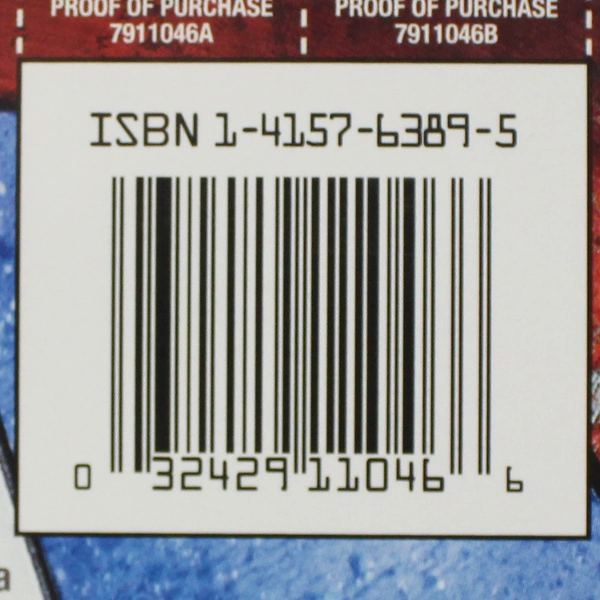 PROOF OF PURCHASE PROOF OF PURCHASE
7911046A 7911046B
ISBN 1-4157-6389-5
0 32429 11046 6
a